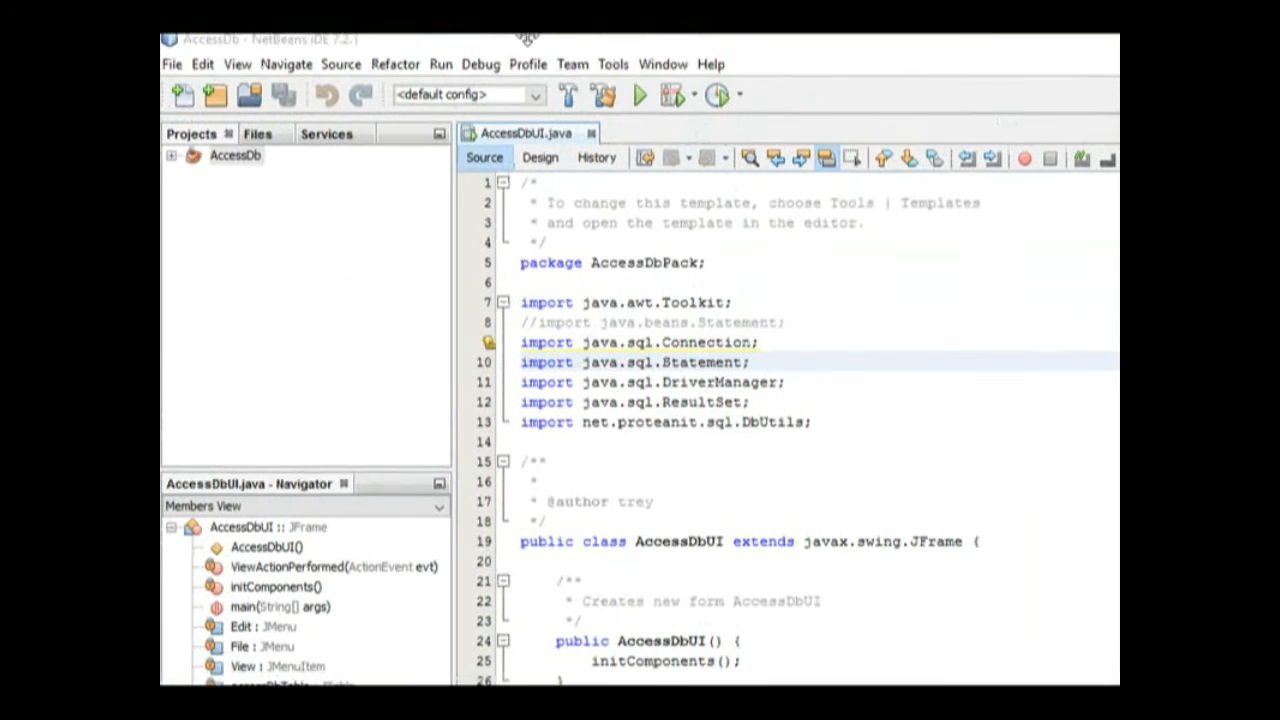 AccessDb - NetBeans IDE 7.2.1
File Edit View Navigate Source Refactor Run Debug Profile Team Tools Window Help
<default config>
Projects Files Services
AccessDb
AccessDbUI.java
Source Design History
1 /*
2 * To change this template, choose Tools | Templates
3 * and open the template in the editor.
4 */
5 package AccessDbPack;
6
7 import java.awt.Toolkit;
8 //import java.beans.Statement;
import java.sql.Connection;
10 import java.sql.Statement;
11 import java.sql.DriverManager;
12 import java.sql.ResultSet;
13 import net.proteanit.sql.DbUtils;
14
15 /**
16 *
17 * @author trey
18 */
19 public class AccessDbUI extends javax.swing.JFrame {
20
21 /**
22 * Creates new form AccessDbUI
23 */
24 public AccessDbUI() {
25 initComponents();
26 }
AccessDbUI.java - Navigator
Members View
AccessDbUI :: JFrame
AccessDbUI()
ViewActionPerformed(ActionEvent evt)
initComponents()
main(String[] args)
Edit : JMenu
File : JMenu
View : JMenuItem
accessDbTable : JTable